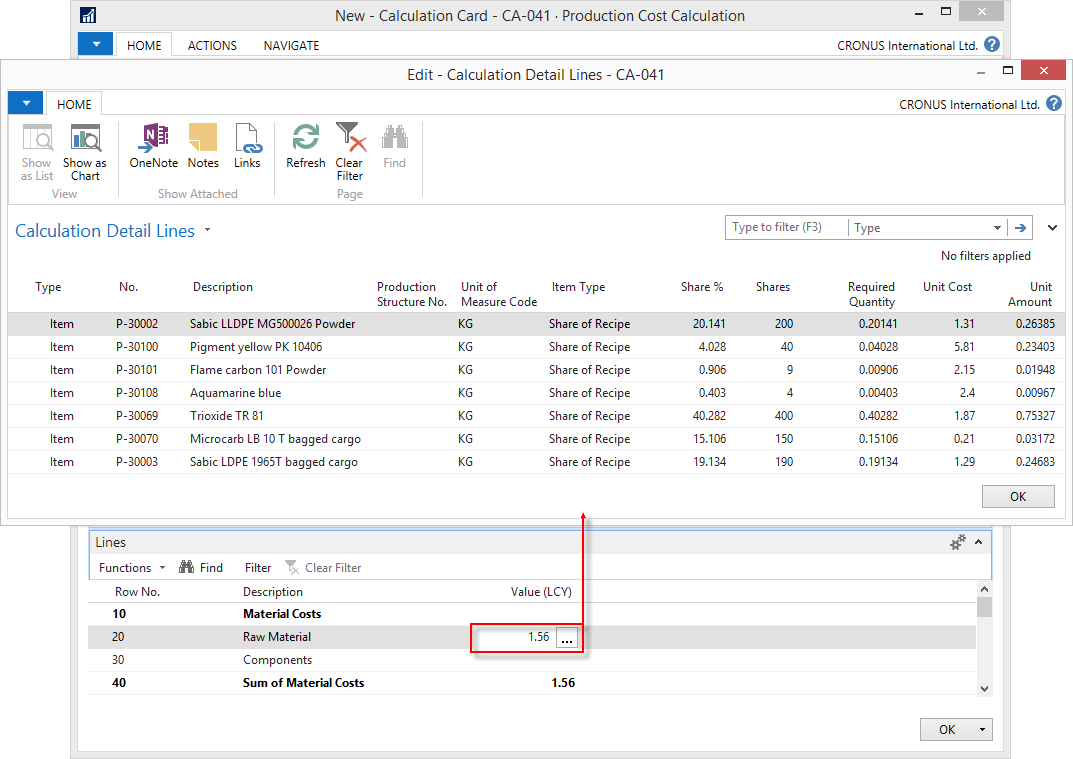 New - Calculation Card - CA-041 · Production Cost Calculation
HOME ACTIONS NAVIGATE CRONUS International Ltd. ?
Edit - Calculation Detail Lines - CA-041
HOME CRONUS International Ltd. ?
Show as List
Show as Chart
OneNote
Notes
Links
Refresh
Clear Filter
Find
View Show Attached Page
Calculation Detail Lines Type to filter (F3) Type
No filters applied
Type No. Description Production Structure No. Unit of Measure Code Item Type Share % Shares Required Quantity Unit Cost Unit Amount
Item P-30002 Sabic LLDPE MG500026 Powder KG Share of Recipe 20.141 200 0.20141 1.31 0.26385
Item P-30100 Pigment yellow PK 10406 KG Share of Recipe 4.028 40 0.04028 5.81 0.23403
Item P-30101 Flame carbon 101 Powder KG Share of Recipe 0.906 9 0.00906 2.15 0.01948
Item P-30108 Aquamarine blue KG Share of Recipe 0.403 4 0.00403 2.4 0.00967
Item P-30069 Trioxide TR 81 KG Share of Recipe 40.282 400 0.40282 1.87 0.75327
Item P-30070 Microcarb LB 10 T bagged cargo KG Share of Recipe 15.106 150 0.15106 0.21 0.03172
Item P-30003 Sabic LDPE 1965T bagged cargo KG Share of Recipe 19.134 190 0.19134 1.29 0.24683
OK
Lines
Functions Find Filter Clear Filter
Row No. Description Value (LCY)
10 Material Costs
20 Raw Material 1.56 ...
30 Components
40 Sum of Material Costs 1.56
OK